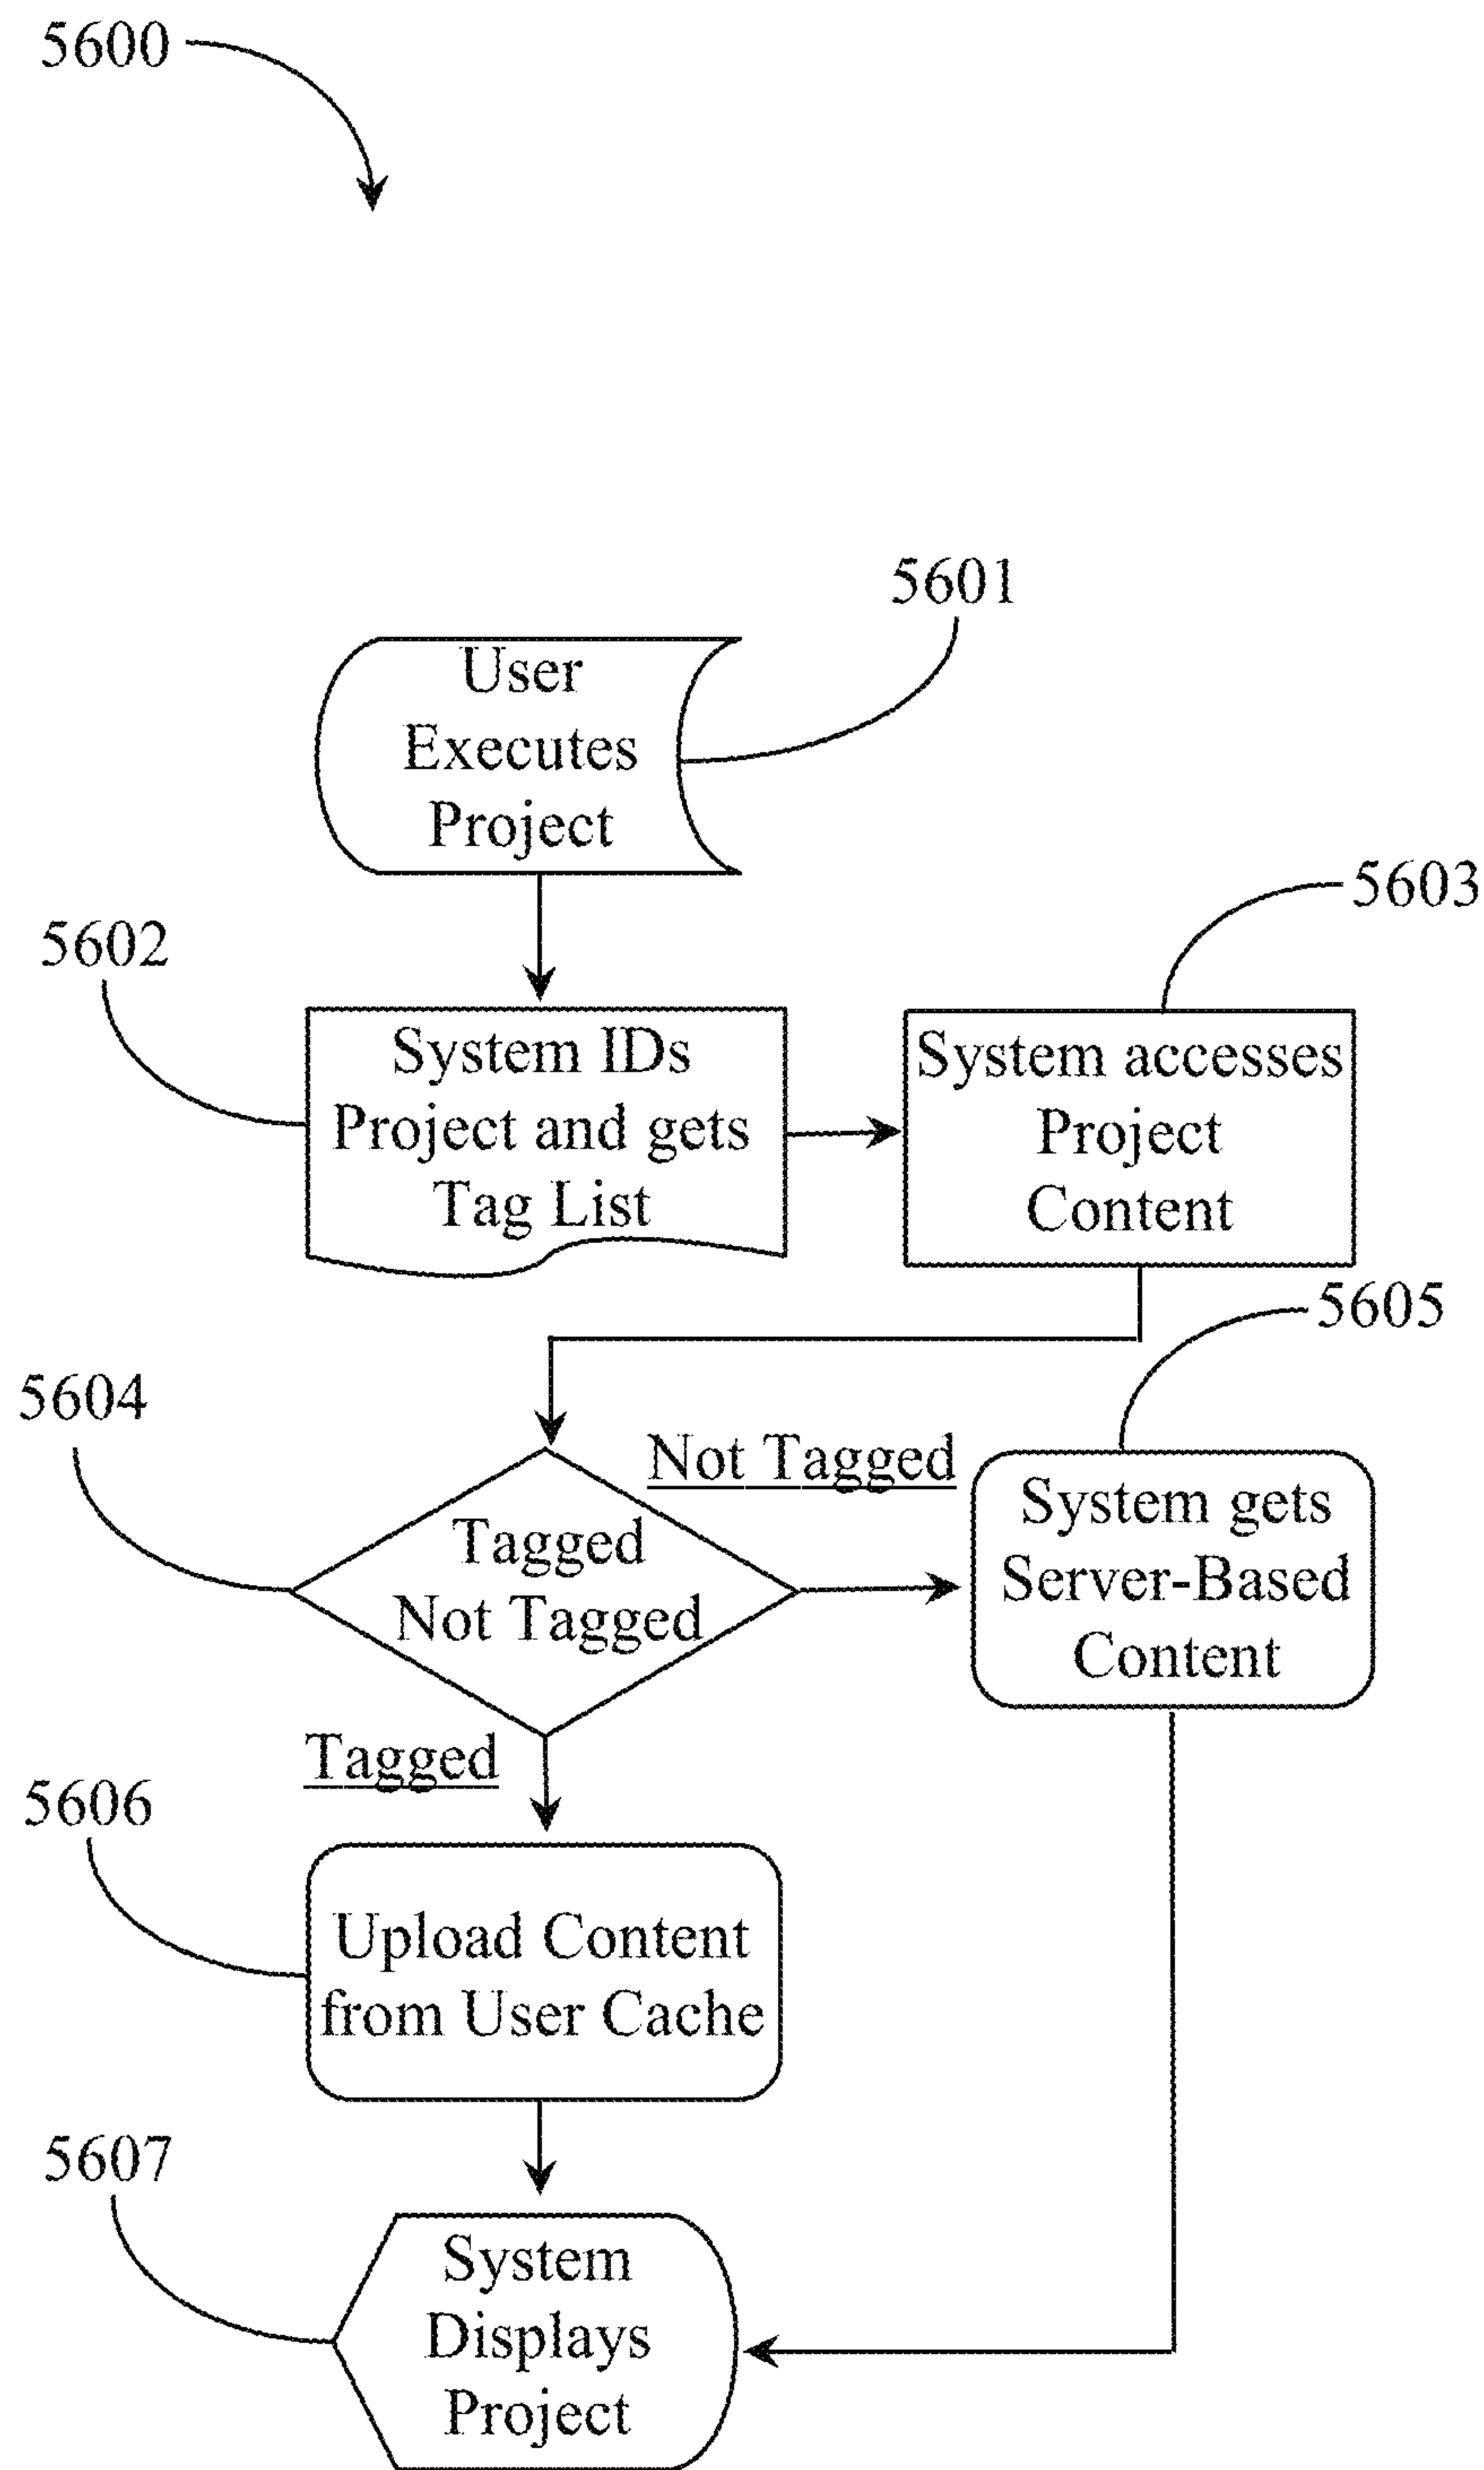 5600
5601
User
Executes
Project
5602
System IDs
Project and gets
Tag List
5603
System accesses
Project
Content
5604
Tagged
Not Tagged
Not Tagged
5605
System gets
Server-Based
Content
Tagged
5606
Upload Content
from User Cache
5607
System
Displays
Project